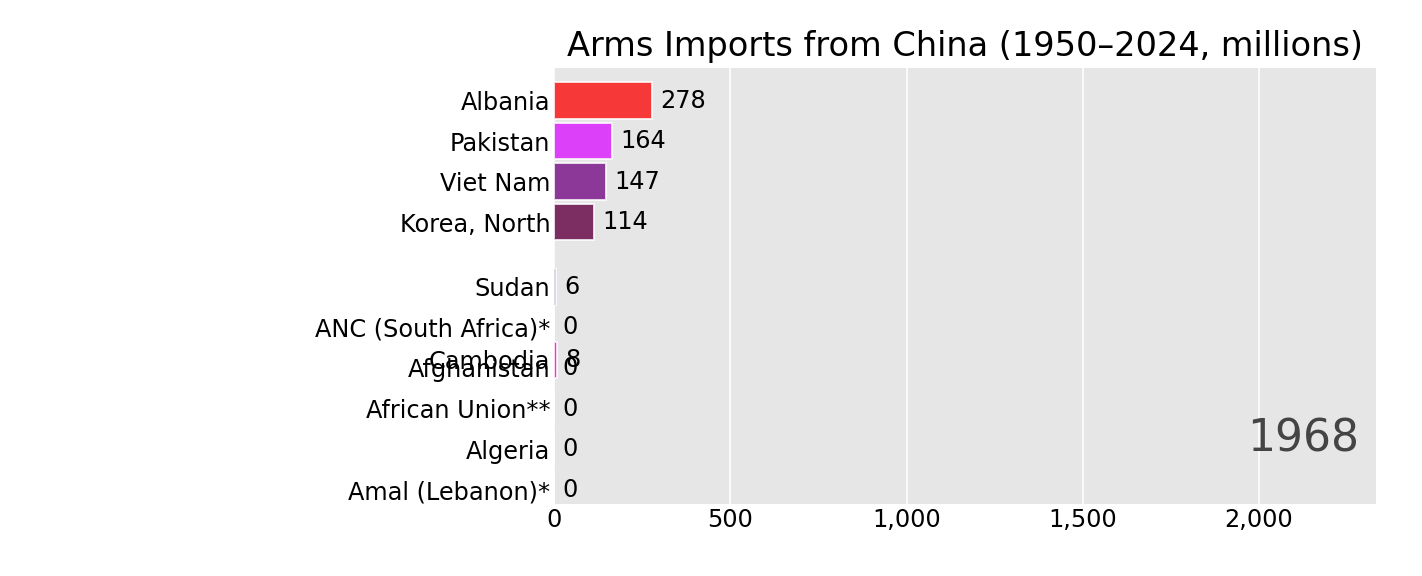 Arms Imports from China (1950–2024, millions)
Albania 278
Pakistan 164
Viet Nam 147
Korea, North 114
Sudan 6
ANC (South Africa)* 0
Cambodia 8
Afghanistan 0
African Union** 0
1968
Algeria 0
Amal (Lebanon)* 0
0 500 1,000 1,500 2,000